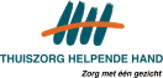 THUISZORG HELPENDE HAND
Zorg met één gezicht